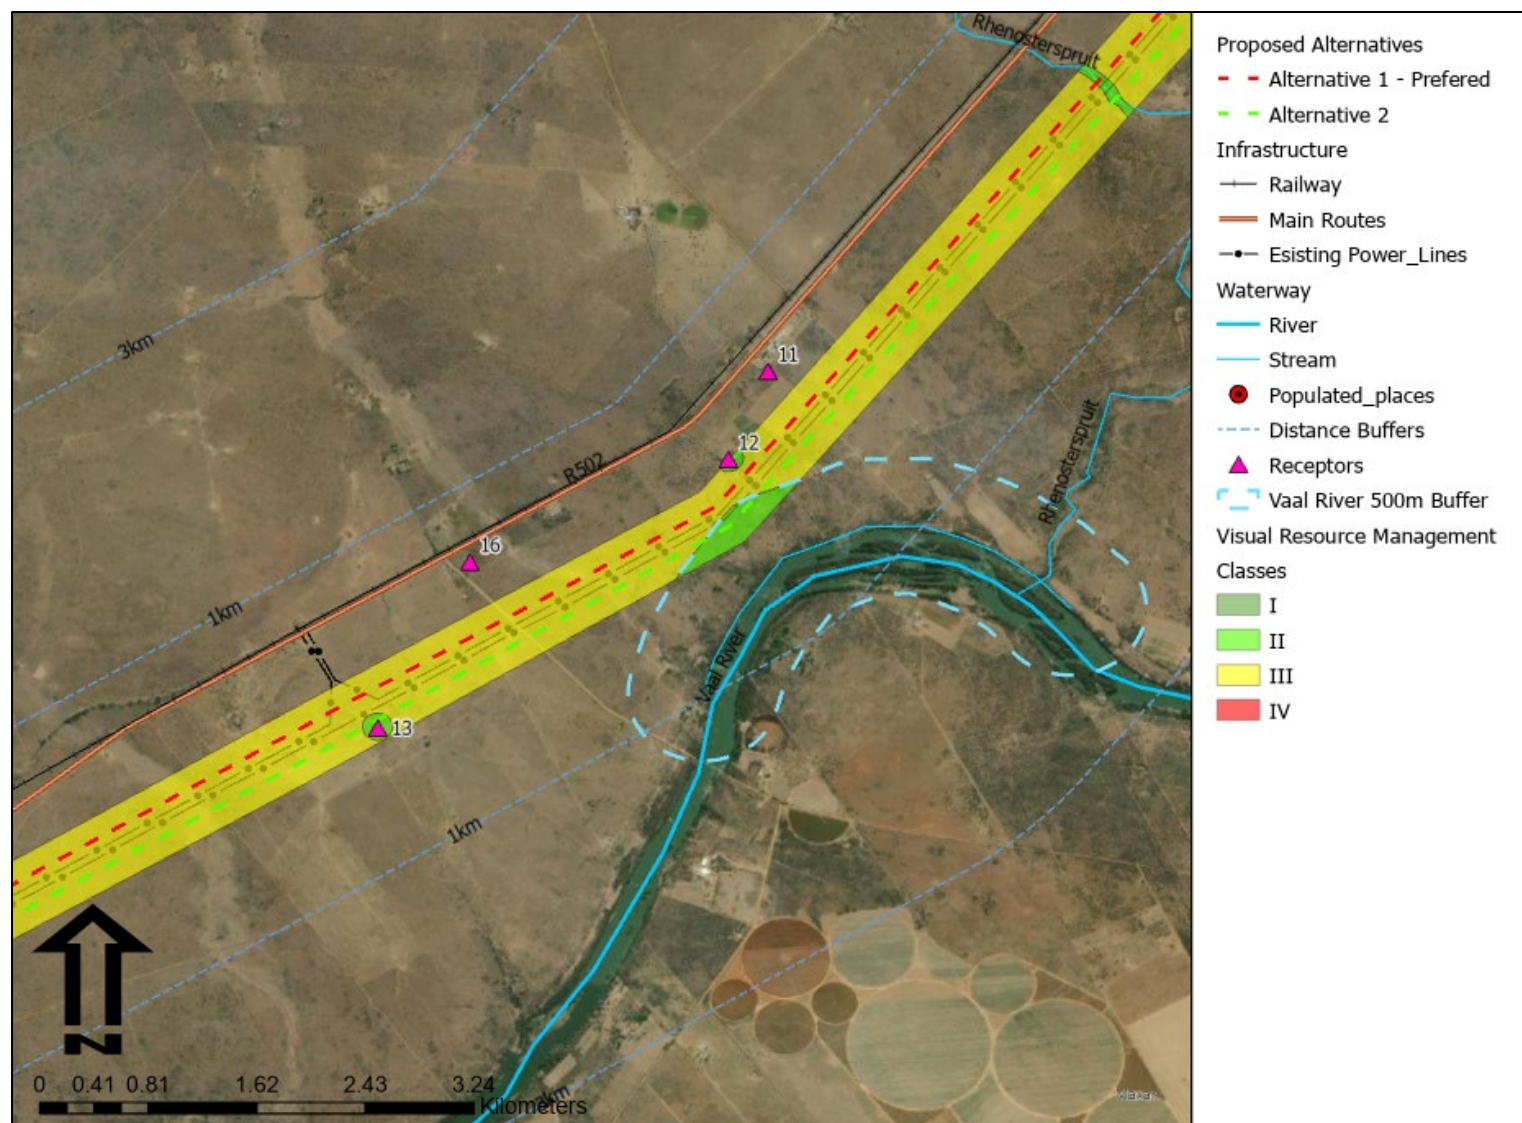 Rhenosterspruit
3km
11
12
R502
Rhenosterspruit
16
1km
Vaal River
13
1km
0 0.41 0.81 1.62 2.43 3.24
Kilometers
N
Proposed Alternatives
Alternative 1 - Prefered
Alternative 2
Infrastructure
Railway
Main Routes
Esisting Power_Lines
Waterway
River
Stream
Populated_places
Distance Buffers
Receptors
Vaal River 500m Buffer
Visual Resource Management
Classes
I
II
III
IV